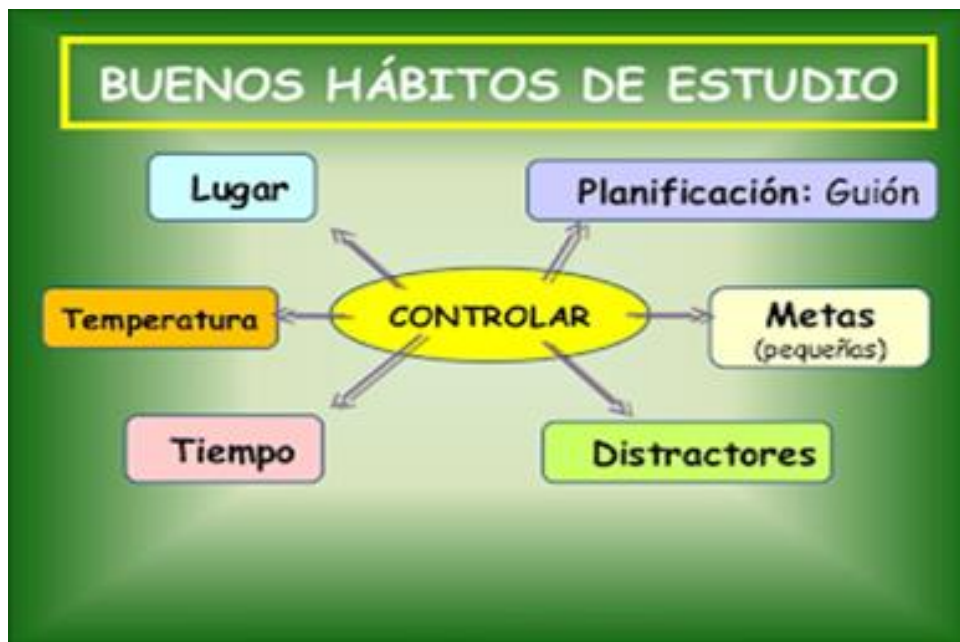 BUENOS HÁBITOS DE ESTUDIO
Lugar
Planificación: Guión
Temperatura
CONTROLAR
Metas
(pequeñas)
Tiempo
Distractores